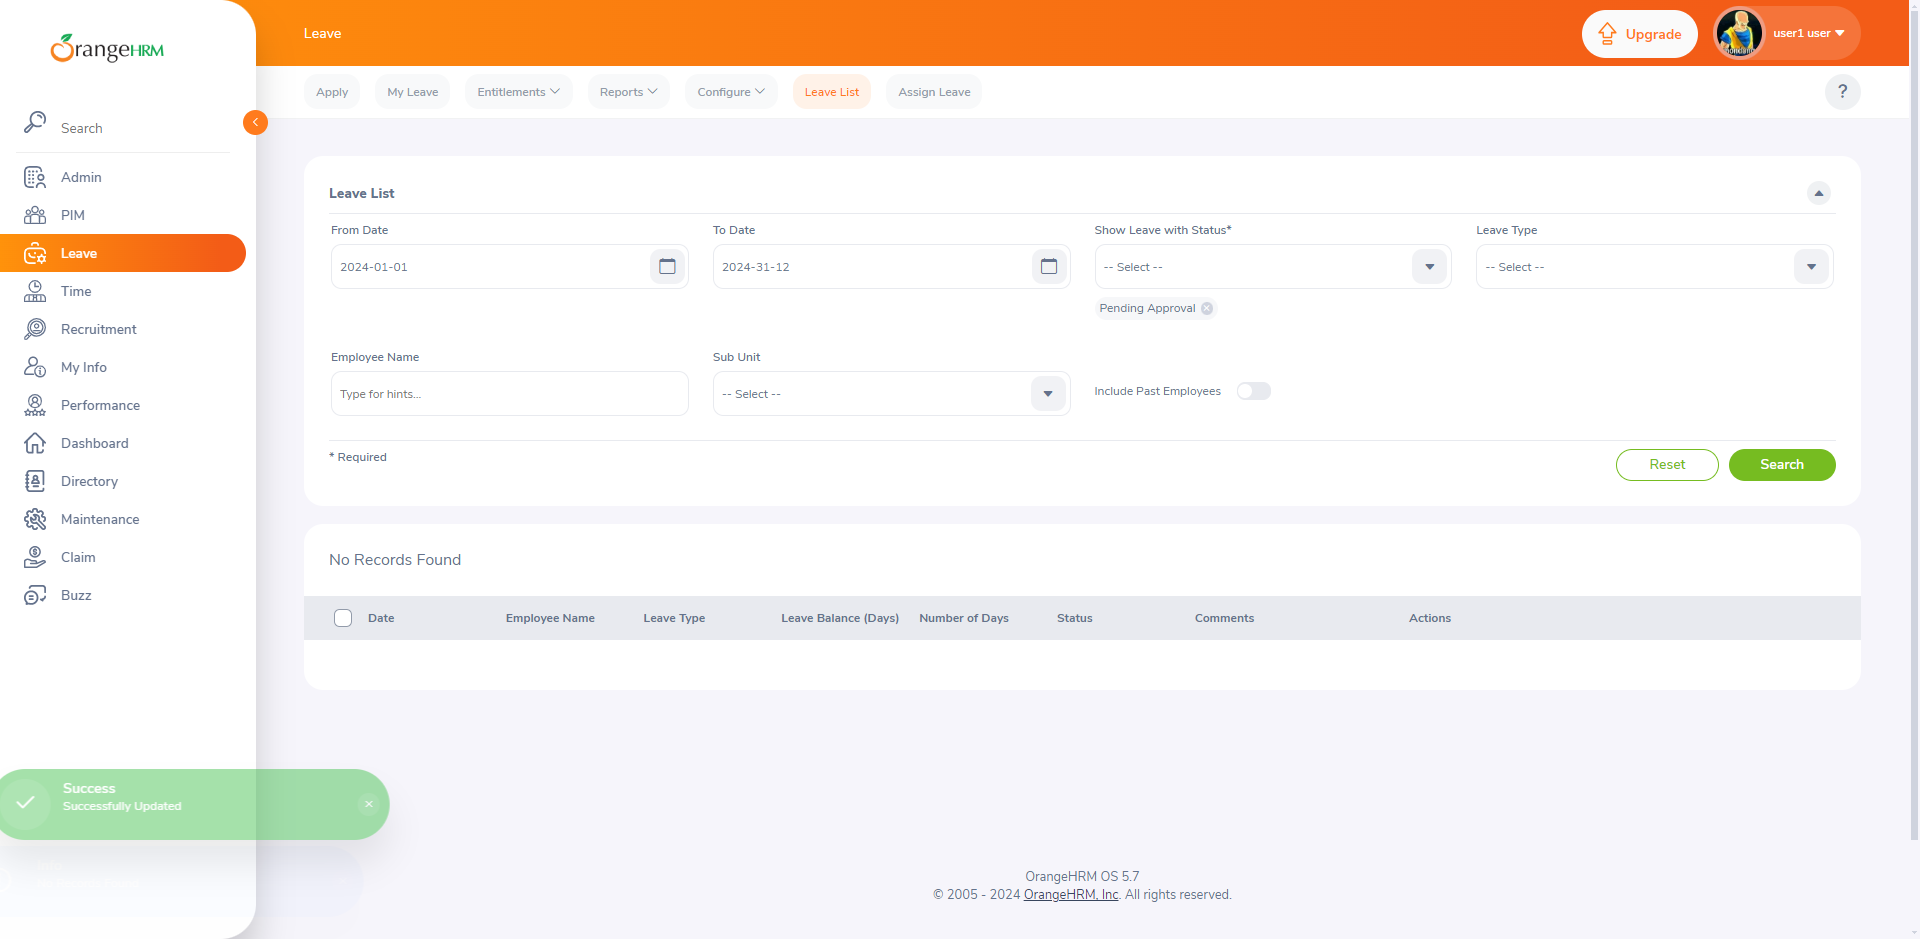 OrangeHRM
Leave
Upgrade
user1 user
Apply
My Leave
Entitlements
Reports
Configure
Leave List
Assign Leave
?
Search
Admin
PIM
Leave
Time
Recruitment
My Info
Performance
Dashboard
Directory
Maintenance
Claim
Buzz
Leave List
From Date
To Date
Show Leave with Status*
Leave Type
2024-01-01
2024-31-12
-- Select --
-- Select --
Pending Approval
Employee Name
Sub Unit
Type for hints...
-- Select --
Include Past Employees
* Required
Reset
Search
No Records Found
Date
Employee Name
Leave Type
Leave Balance (Days)
Number of Days
Status
Comments
Actions
Success
Successfully Updated
OrangeHRM OS 5.7
© 2005 - 2024 OrangeHRM, Inc. All rights reserved.